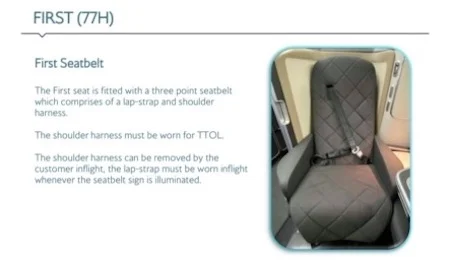 FIRST (77H)
First Seatbelt
The First seat is fitted with a three point seatbelt
which comprises of a lap-strap and shoulder
harness.
The shoulder harness must be worn for TTOL.
The shoulder harness can be removed by the
customer inflight, the lap-strap must be worn inflight
whenever the seatbelt sign is illuminated.